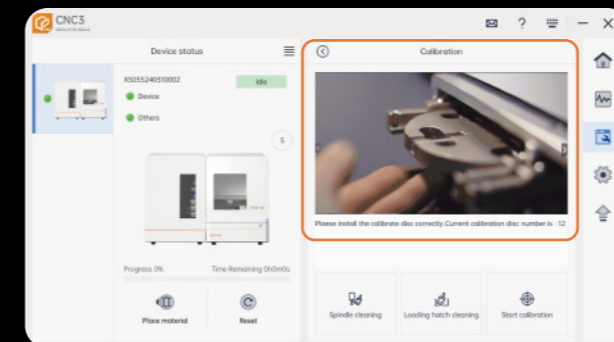 CNC3
?
Device status
Calibration
X5055240510002
Idle
Device
Others
5
Please install the calibrate disc correctly.Current calibration disc number is : 12
Progress 0%
Time Remaining 0h0m0s
Place material
Reset
Spindle cleaning
Loading hatch cleaning
Start calibration